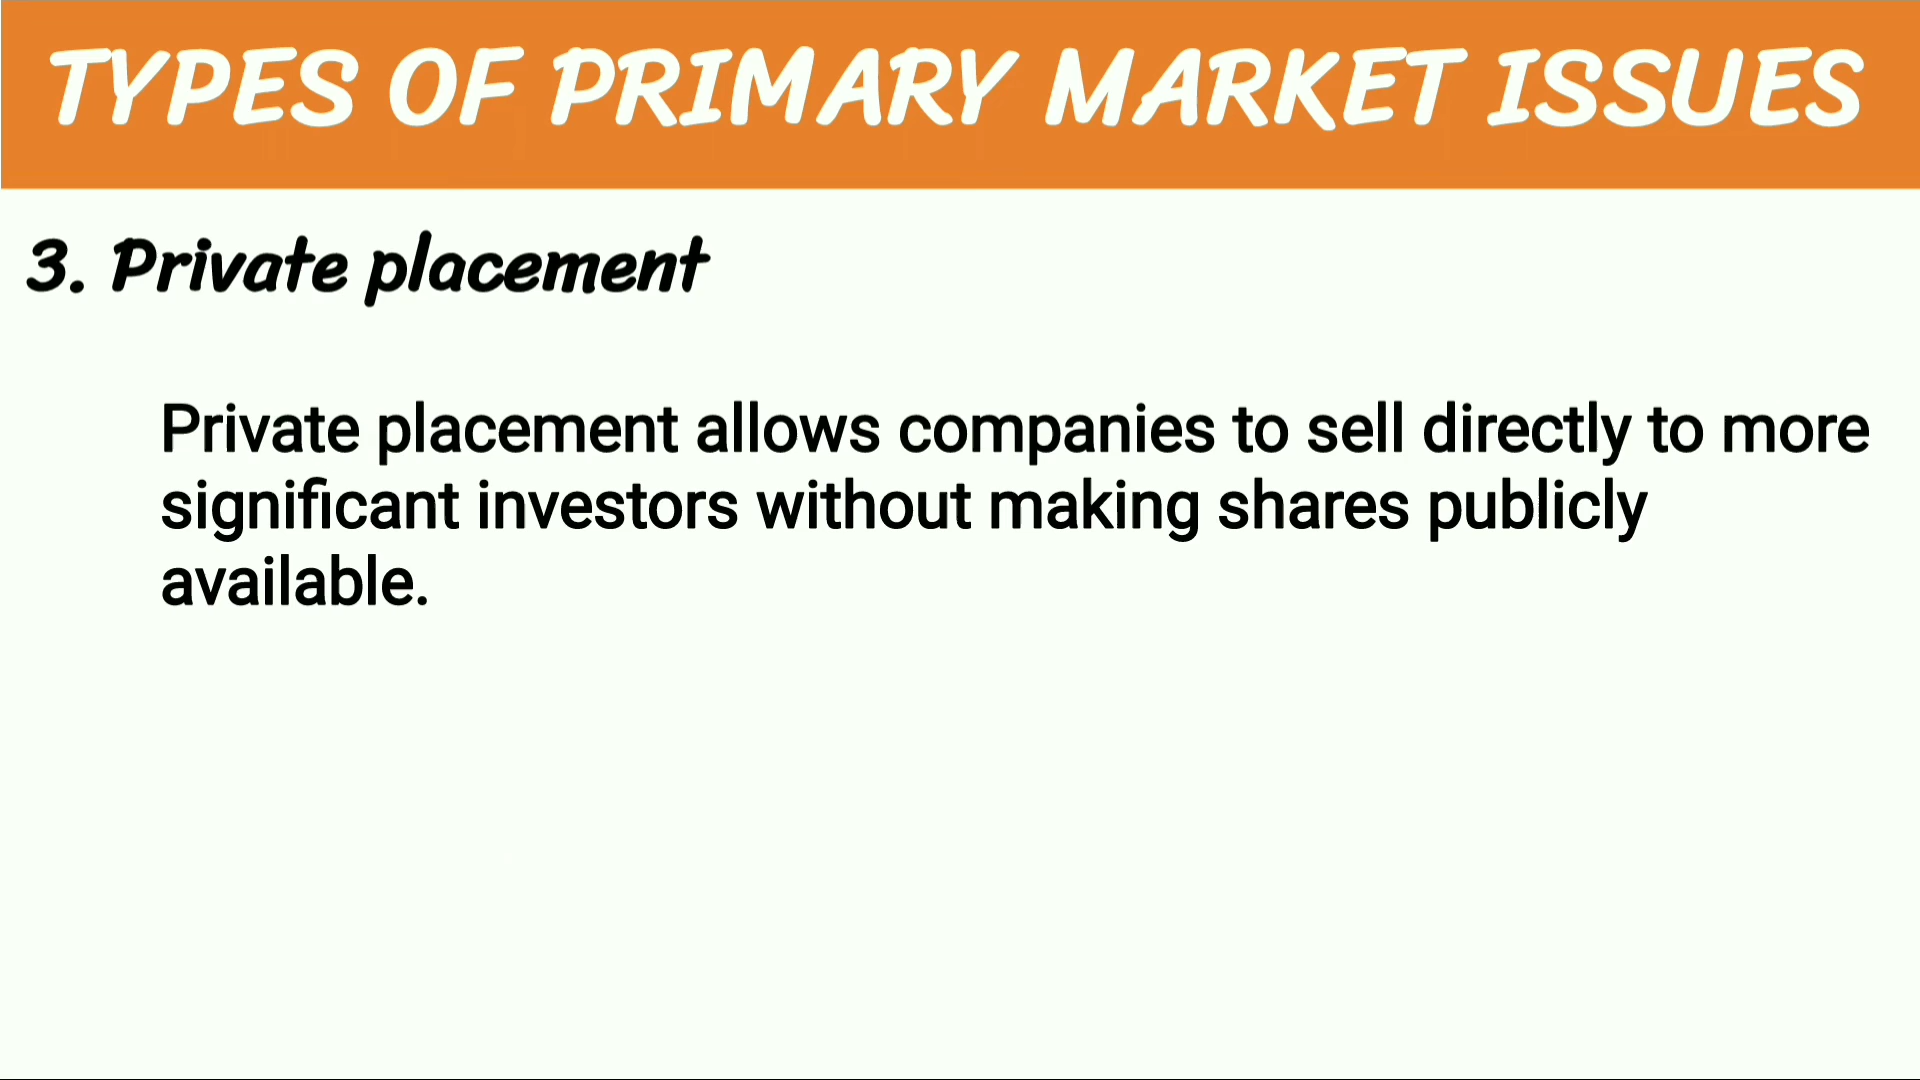 TYPES OF PRIMARY MARKET ISSUES
3. Private placement
Private placement allows companies to sell directly to more
significant investors without making shares publicly
available.